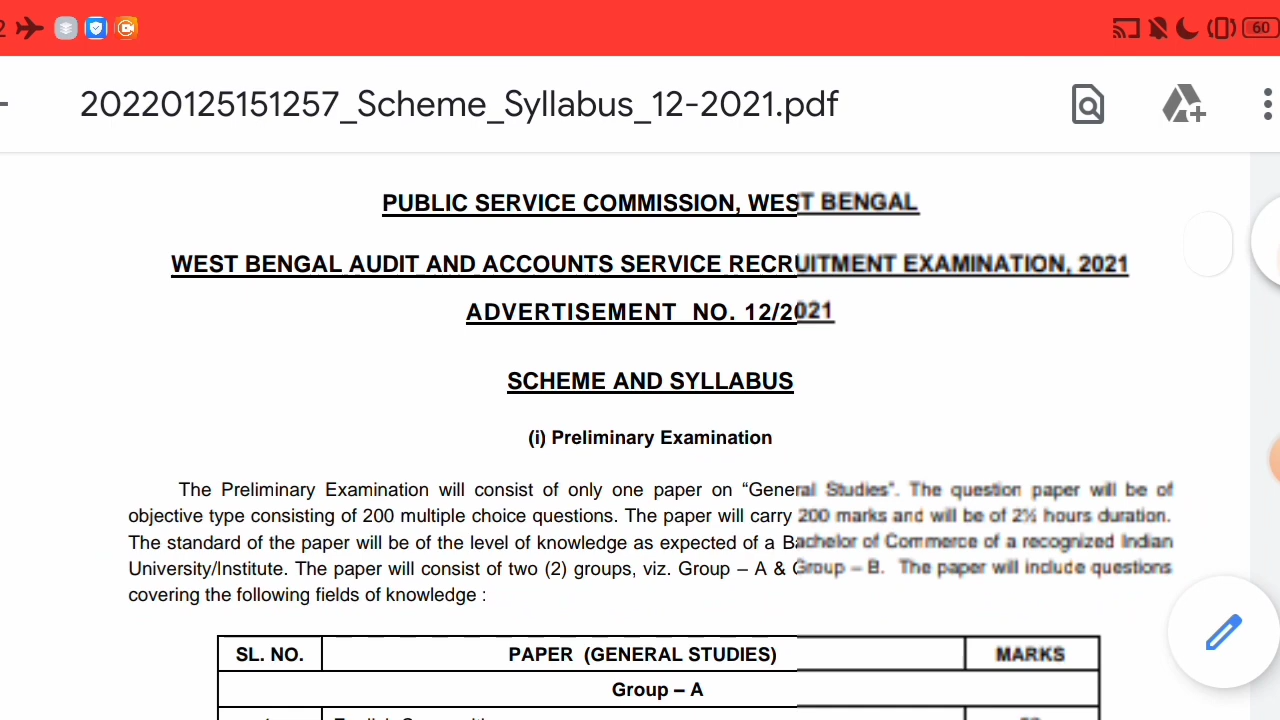 60
20220125151257_Scheme_Syllabus_12-2021.pdf
PUBLIC SERVICE COMMISSION, WEST BENGAL
WEST BENGAL AUDIT AND ACCOUNTS SERVICE RECRUITMENT EXAMINATION, 2021
ADVERTISEMENT NO. 12/2021
SCHEME AND SYLLABUS
(i) Preliminary Examination
The Preliminary Examination will consist of only one paper on “General Studies”. The question paper will be of
objective type consisting of 200 multiple choice questions. The paper will carry 200 marks and will be of 2½ hours duration.
The standard of the paper will be of the level of knowledge as expected of a Bachelor of Commerce of a recognized Indian
University/Institute. The paper will consist of two (2) groups, viz. Group – A & Group – B. The paper will include questions
covering the following fields of knowledge :
SL. NO. PAPER (GENERAL STUDIES) MARKS
Group – A